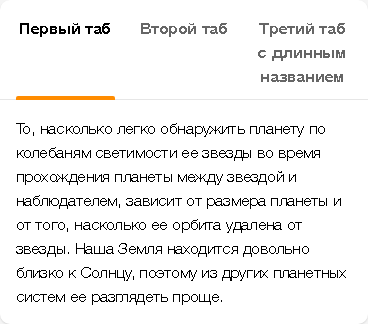 Первый таб
Второй таб
Третий таб
с длинным
названием
То, насколько легко обнаружить планету по
колебаням светимости ее звезды во время
прохождения планеты между звездой и
наблюдателем, зависит от размера планеты и
от того, насколько ее орбита удалена от
звезды. Наша Земля находится довольно
близко к Солнцу, поэтому из других планетных
систем ее разглядеть проще.